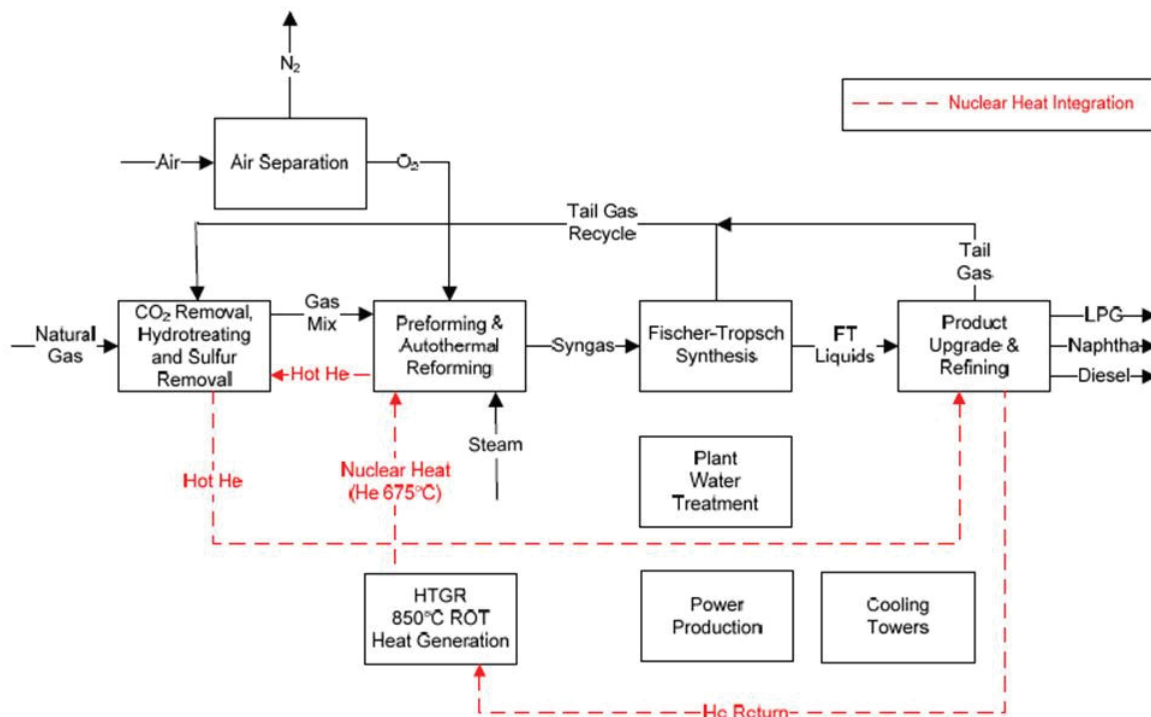 N₂
Nuclear Heat Integration
Air
Air Separation
O₂
Tail Gas
Recycle
Tail
Gas
Natural
Gas
CO₂ Removal,
Hydrotreating
and Sulfur
Removal
Gas
Mix
Preforming &
Autothermal
Reforming
Syngas
Fischer-Tropsch
Synthesis
FT
Liquids
Product
Upgrade &
Refining
LPG
Naphtha
Diesel
Hot He
Steam
Hot He
Nuclear Heat
(He 675°C)
Plant
Water
Treatment
HTGR
850°C ROT
Heat Generation
Power
Production
Cooling
Towers
He Return